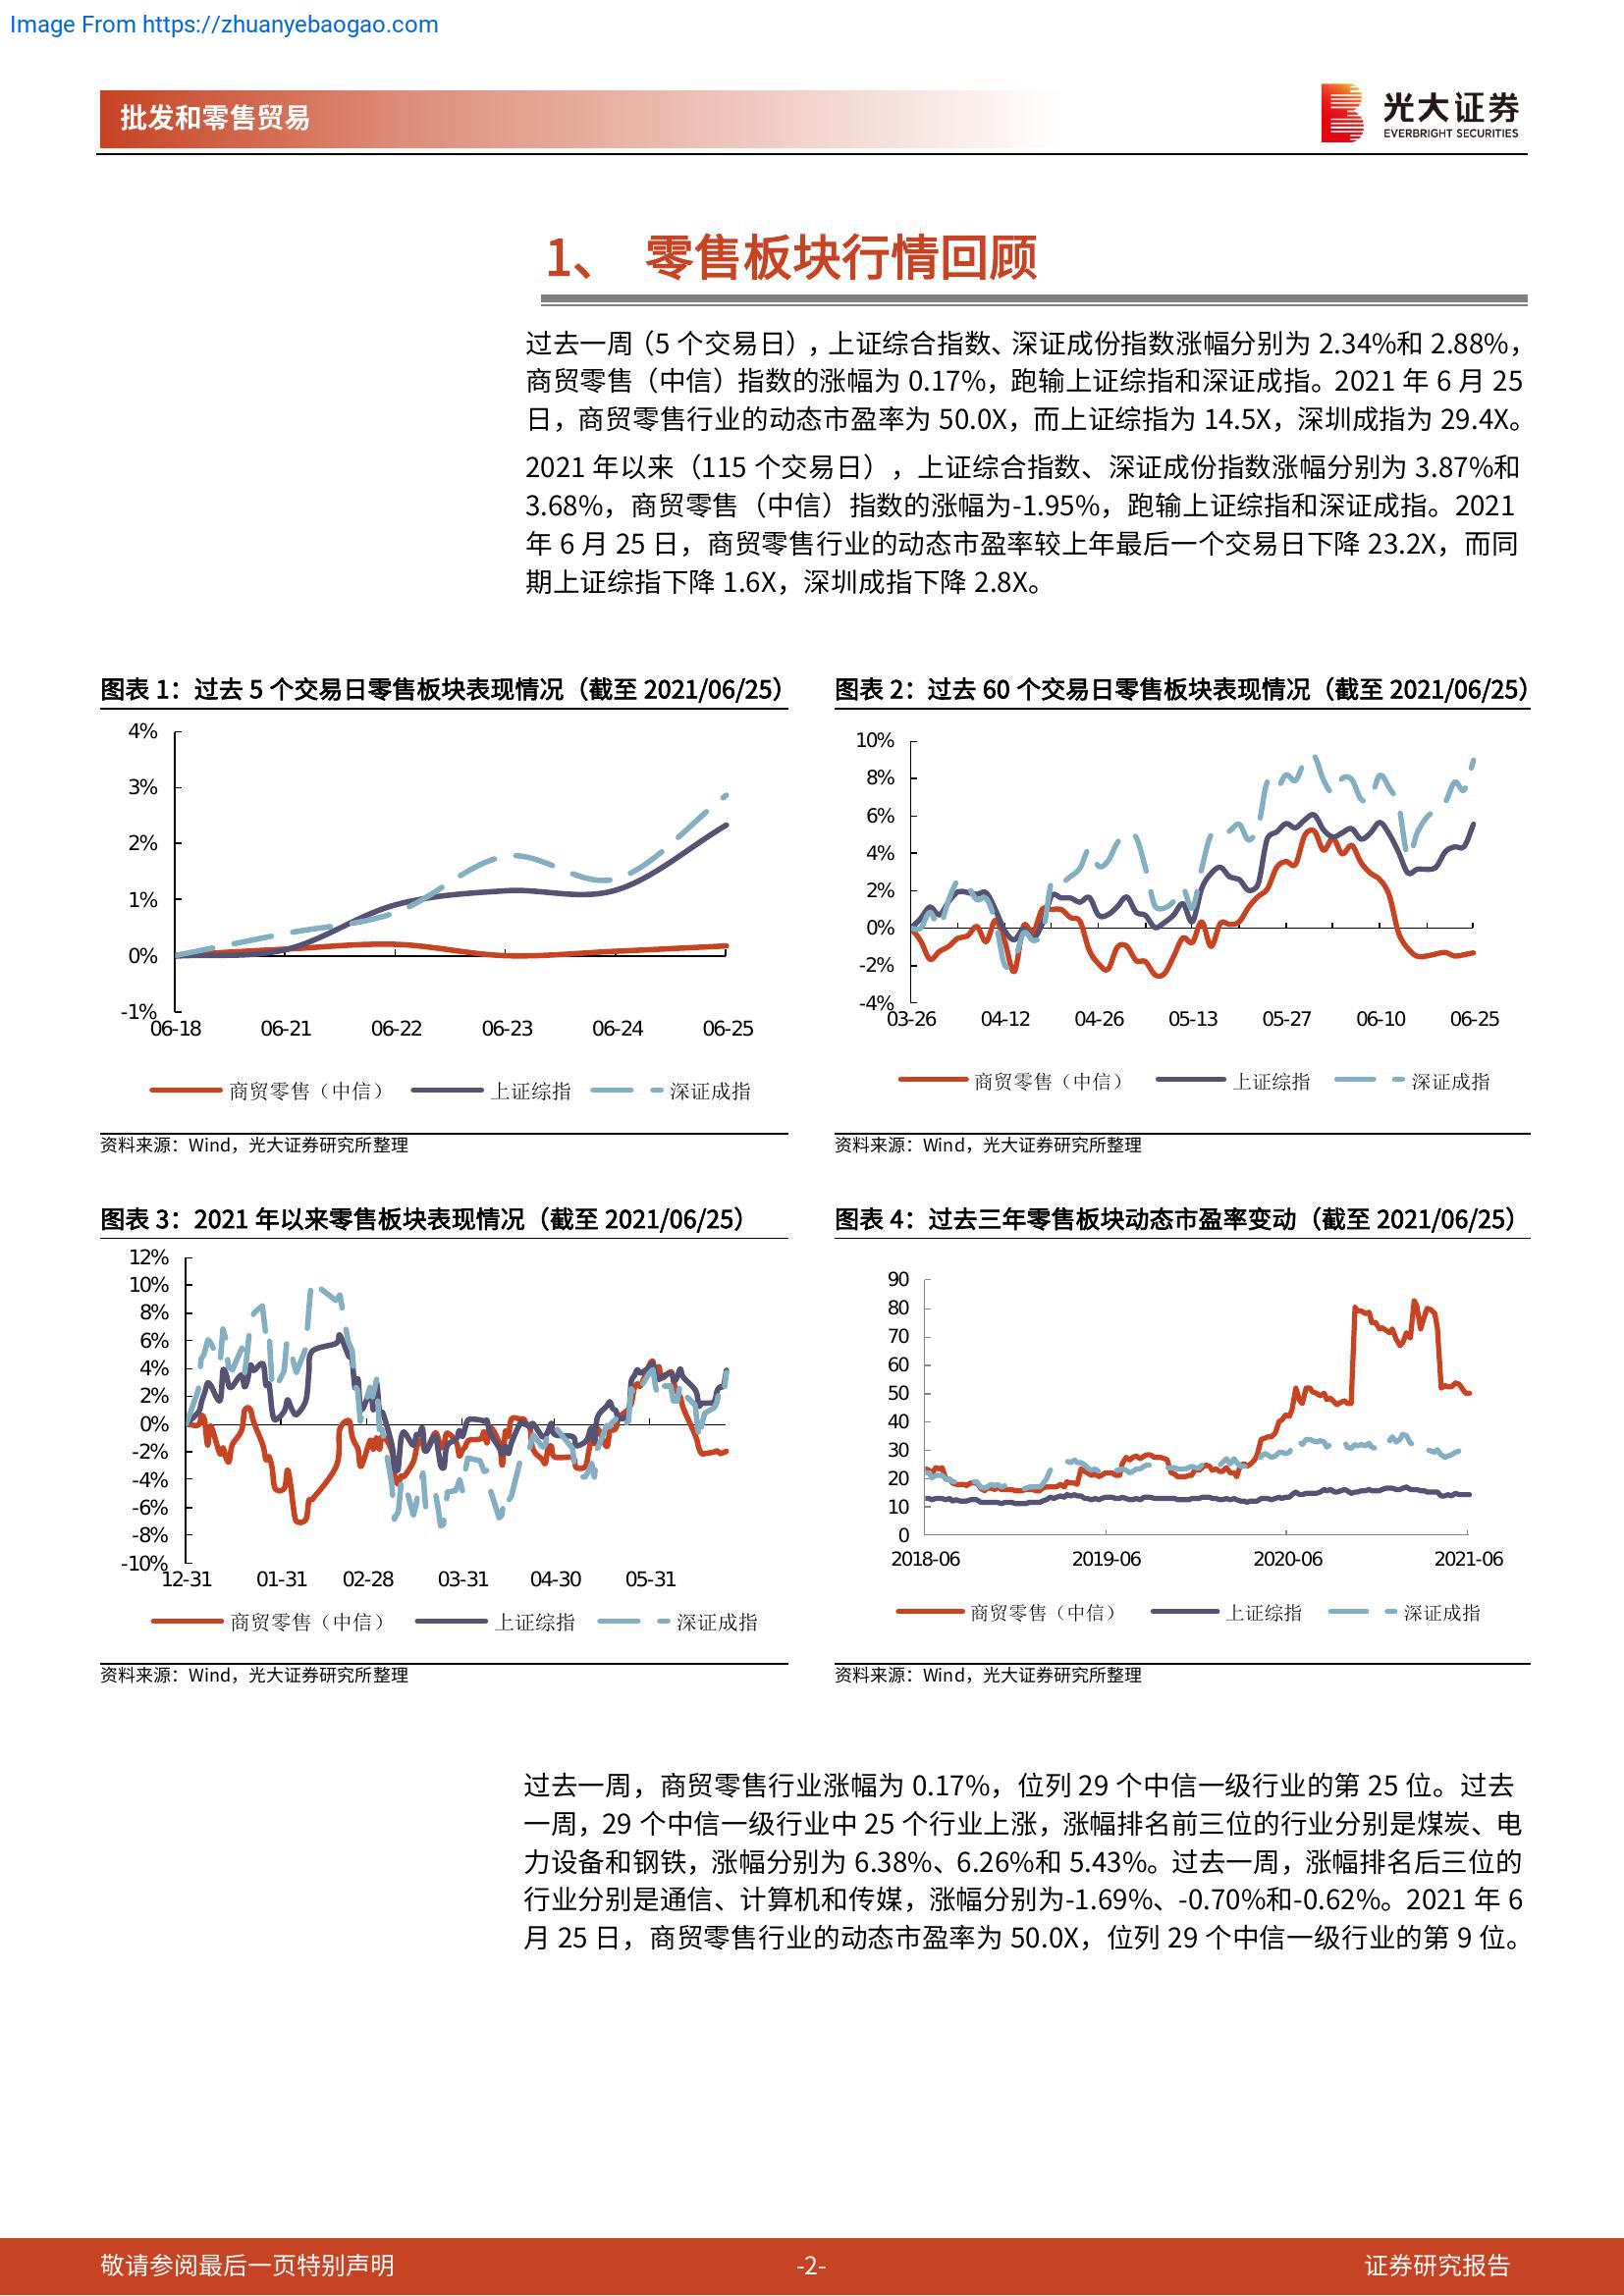 Image From https://zhuanyebaogao.com
批发和零售贸易
光大证券
EVERBRIGHT SECURITIES
1、 零售板块行情回顾
过去一周（5 个交易日），上证综合指数、深证成份指数涨幅分别为 2.34%和 2.88%，
商贸零售（中信）指数的涨幅为 0.17%，跑输上证综指和深证成指。2021 年 6 月 25
日，商贸零售行业的动态市盈率为 50.0X，而上证综指为 14.5X，深圳成指为 29.4X。
2021 年以来（115 个交易日），上证综合指数、深证成份指数涨幅分别为 3.87%和
3.68%，商贸零售（中信）指数的涨幅为-1.95%，跑输上证综指和深证成指。2021
年 6 月 25 日，商贸零售行业的动态市盈率较上年最后一个交易日下降 23.2X，而同
期上证综指下降 1.6X，深圳成指下降 2.8X。
图表 1：过去 5 个交易日零售板块表现情况（截至 2021/06/25）
4%
3%
2%
1%
0%
-1%
06-18 06-21 06-22 06-23 06-24 06-25
商贸零售（中信） 上证综指 深证成指
资料来源：Wind，光大证券研究所整理
图表 2：过去 60 个交易日零售板块表现情况（截至 2021/06/25）
10%
8%
6%
4%
2%
0%
-2%
-4%
03-26 04-12 04-26 05-13 05-27 06-10 06-25
商贸零售（中信） 上证综指 深证成指
资料来源：Wind，光大证券研究所整理
图表 3：2021 年以来零售板块表现情况（截至 2021/06/25）
12%
10%
8%
6%
4%
2%
0%
-2%
-4%
-6%
-8%
-10%
12-31 01-31 02-28 03-31 04-30 05-31
商贸零售（中信） 上证综指 深证成指
资料来源：Wind，光大证券研究所整理
图表 4：过去三年零售板块动态市盈率变动（截至 2021/06/25）
90
80
70
60
50
40
30
20
10
0
2018-06 2019-06 2020-06 2021-06
商贸零售（中信） 上证综指 深证成指
资料来源：Wind，光大证券研究所整理
过去一周，商贸零售行业涨幅为 0.17%，位列 29 个中信一级行业的第 25 位。过去
一周，29 个中信一级行业中 25 个行业上涨，涨幅排名前三位的行业分别是煤炭、电
力设备和钢铁，涨幅分别为 6.38%、6.26%和 5.43%。过去一周，涨幅排名后三位的
行业分别是通信、计算机和传媒，涨幅分别为-1.69%、-0.70%和-0.62%。2021 年 6
月 25 日，商贸零售行业的动态市盈率为 50.0X，位列 29 个中信一级行业的第 9 位。
敬请参阅最后一页特别声明
-2-
证券研究报告